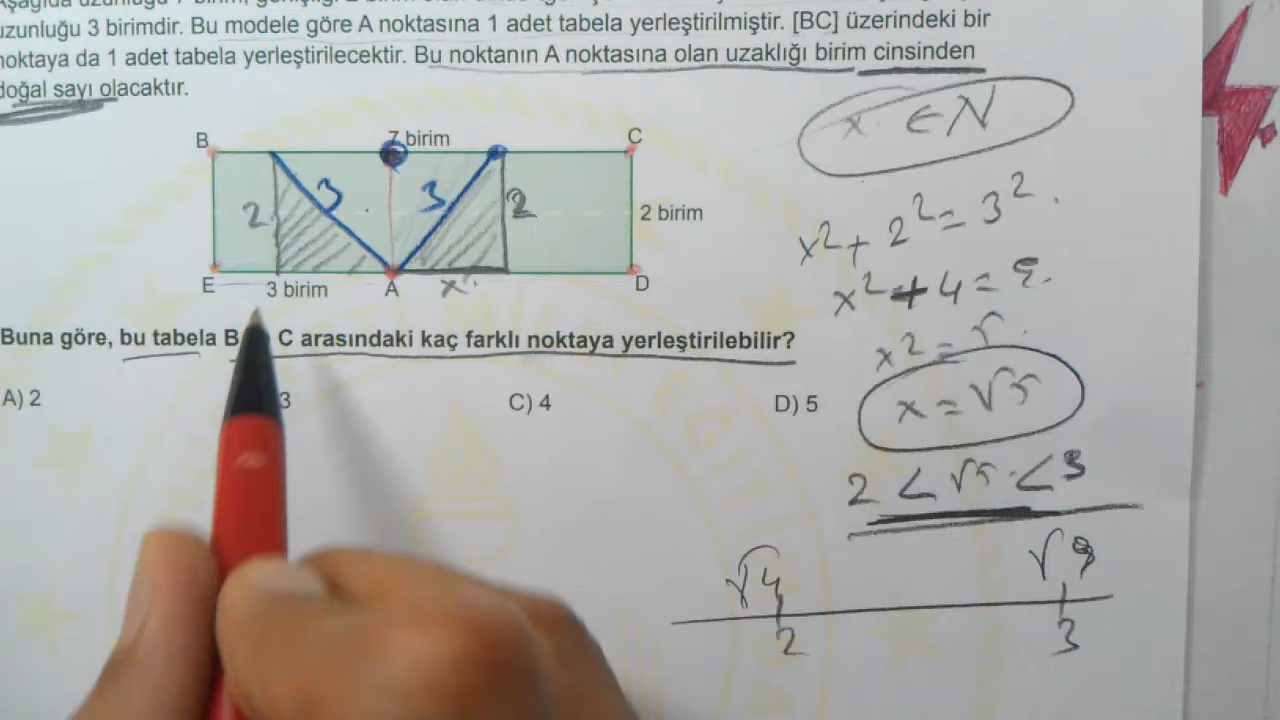 uzunluğu 3 birimdir. Bu modele göre A noktasına 1 adet tabela yerleştirilmiştir. [BC] üzerindeki bir
noktaya da 1 adet tabela yerleştirilecektir. Bu noktanın A noktasına olan uzaklığı birim cinsinden
doğal sayı olacaktır.
x ∈ N
B 7 birim C
x² + 2² = 3²
2 3 3 2 2 birim
x² + 4 = 9
E 3 birim A x D
Buna göre, bu tabela B C arasındaki kaç farklı noktaya yerleştirilebilir?
x² = 5
A) 2 3 C) 4 D) 5
x = √5
2 < √5 < 3
√4 √9
2 3